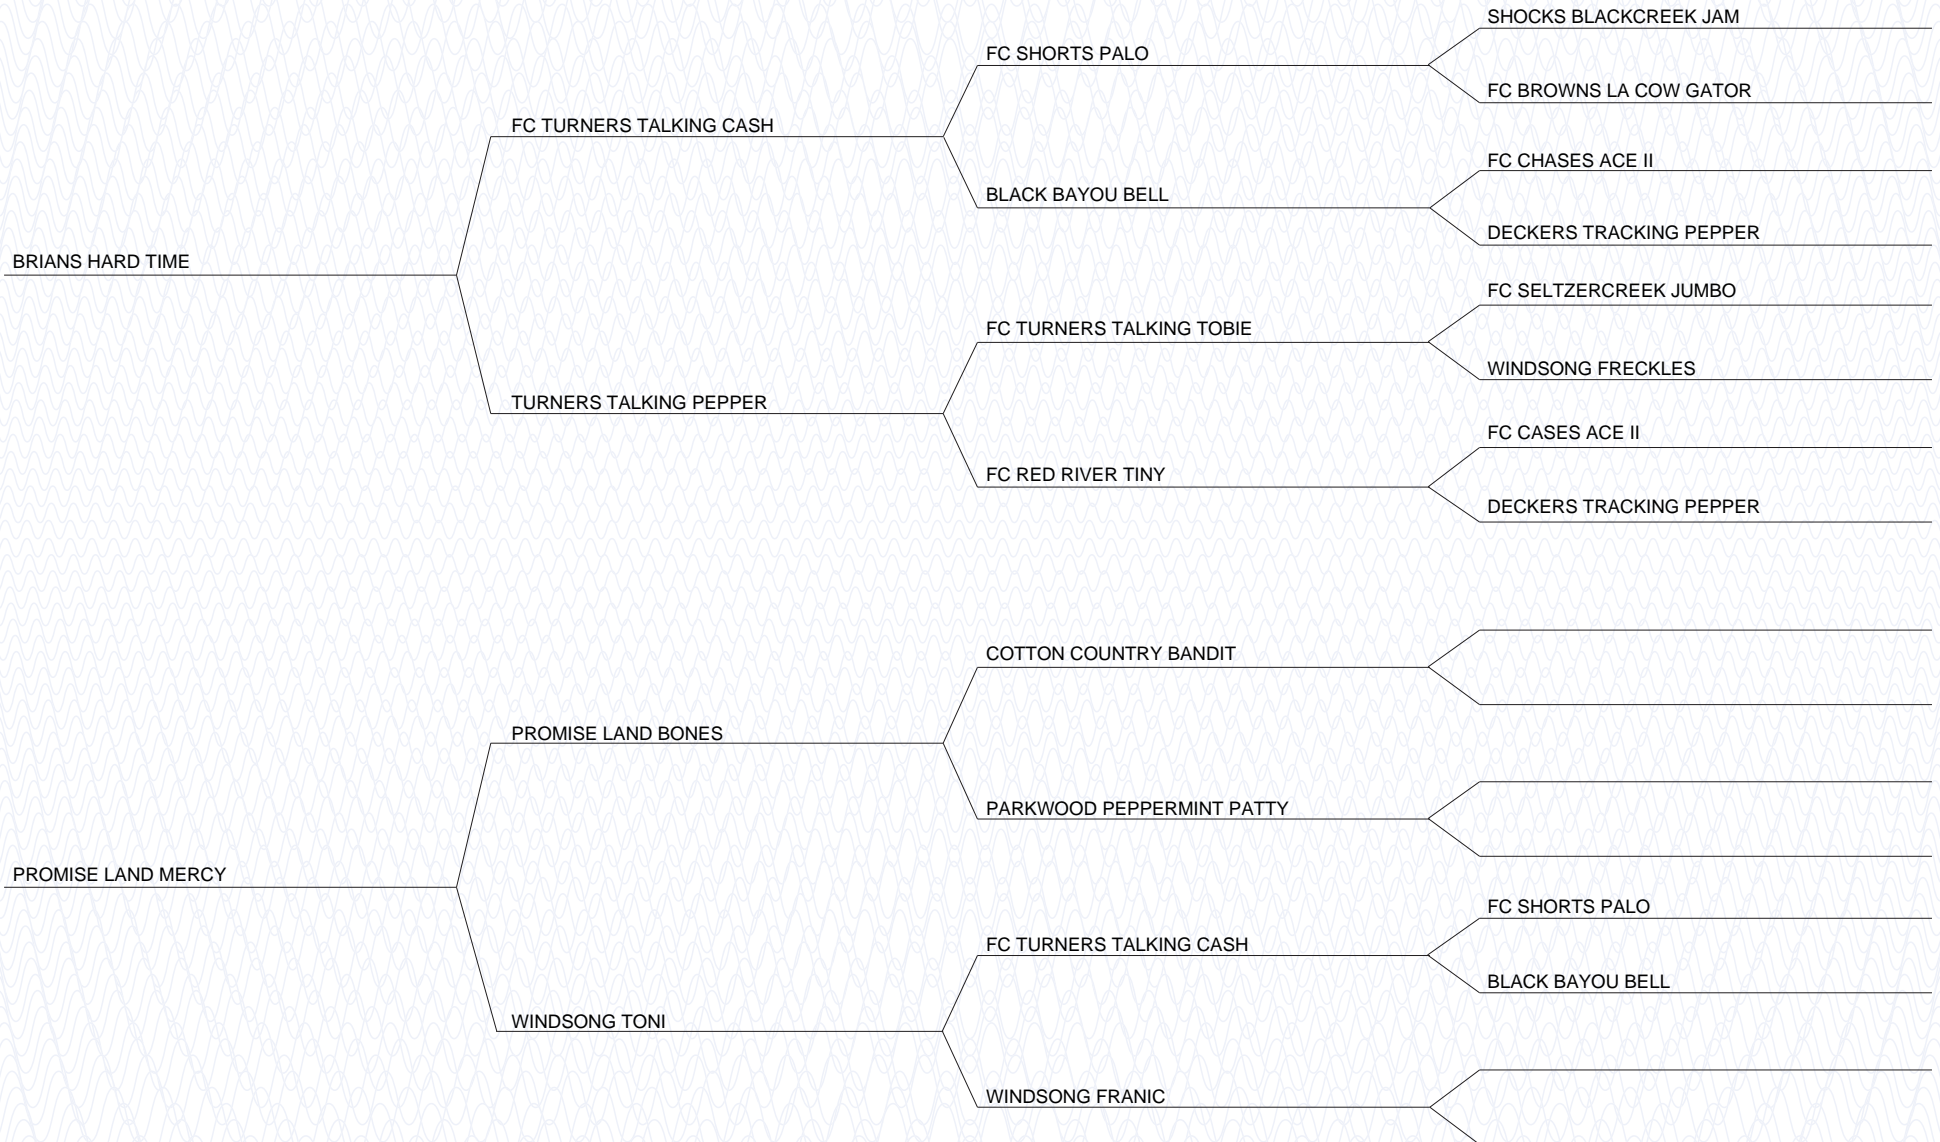 SHOCKS BLACKCREEK JAM
FC SHORTS PALO
FC BROWNS LA COW GATOR
FC TURNERS TALKING CASH
FC CHASES ACE II
BLACK BAYOU BELL
DECKERS TRACKING PEPPER
BRIANS HARD TIME
FC SELTZERCREEK JUMBO
FC TURNERS TALKING TOBIE
WINDSONG FRECKLES
TURNERS TALKING PEPPER
FC CASES ACE II
FC RED RIVER TINY
DECKERS TRACKING PEPPER
COTTON COUNTRY BANDIT
PROMISE LAND BONES
PARKWOOD PEPPERMINT PATTY
PROMISE LAND MERCY
FC SHORTS PALO
FC TURNERS TALKING CASH
BLACK BAYOU BELL
WINDSONG TONI
WINDSONG FRANIC